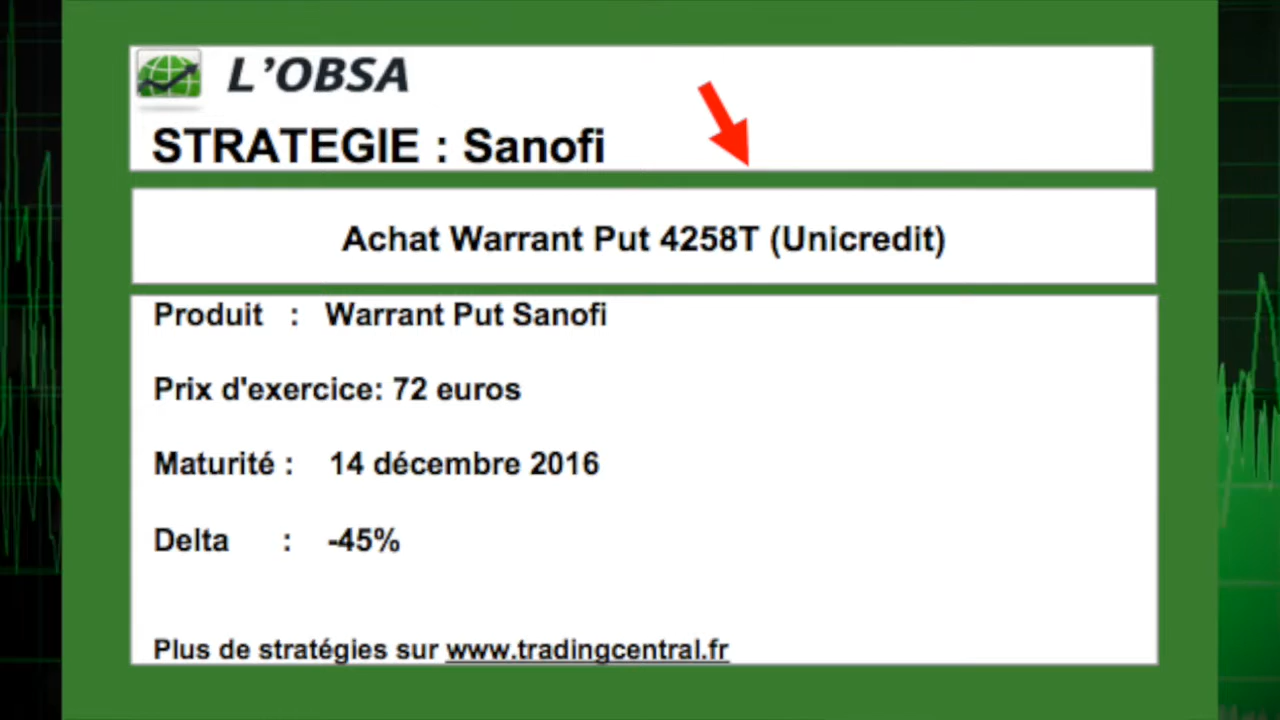 L'OBSA
STRATEGIE : Sanofi
Achat Warrant Put 4258T (Unicredit)
Produit : Warrant Put Sanofi
Prix d'exercice: 72 euros
Maturité : 14 décembre 2016
Delta : -45%
Plus de stratégies sur www.tradingcentral.fr